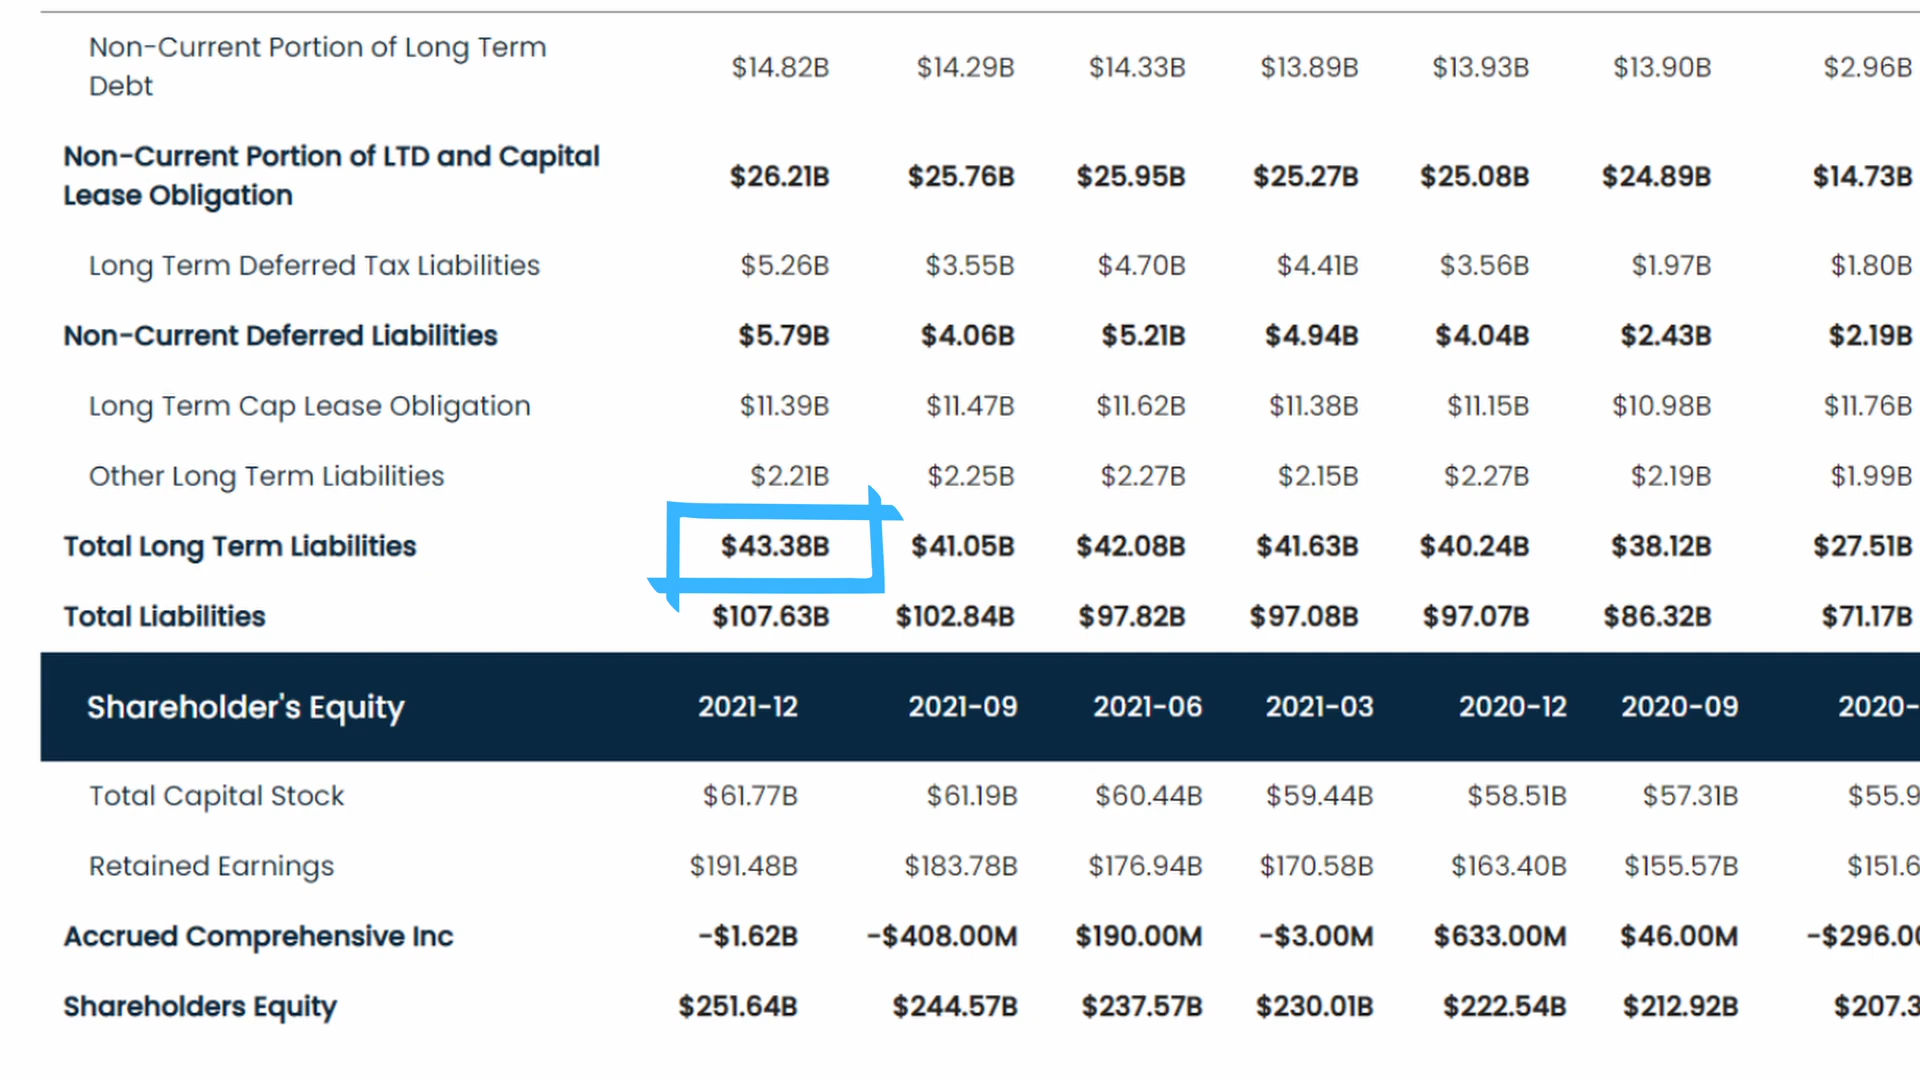 Non-Current Portion of Long Term
Debt
$14.82B $14.29B $14.33B $13.89B $13.93B $13.90B $2.96B
Non-Current Portion of LTD and Capital
Lease Obligation
$26.21B $25.76B $25.95B $25.27B $25.08B $24.89B $14.73B
Long Term Deferred Tax Liabilities $5.26B $3.55B $4.70B $4.41B $3.56B $1.97B $1.80B
Non-Current Deferred Liabilities $5.79B $4.06B $5.21B $4.94B $4.04B $2.43B $2.19B
Long Term Cap Lease Obligation $11.39B $11.47B $11.62B $11.38B $11.15B $10.98B $11.76B
Other Long Term Liabilities $2.21B $2.25B $2.27B $2.15B $2.27B $2.19B $1.99B
Total Long Term Liabilities $43.38B $41.05B $42.08B $41.63B $40.24B $38.12B $27.51B
Total Liabilities $107.63B $102.84B $97.82B $97.08B $97.07B $86.32B $71.17B
Shareholder's Equity 2021-12 2021-09 2021-06 2021-03 2020-12 2020-09 2020-
Total Capital Stock $61.77B $61.19B $60.44B $59.44B $58.51B $57.31B $55.9
Retained Earnings $191.48B $183.78B $176.94B $170.58B $163.40B $155.57B $151.6
Accrued Comprehensive Inc -$1.62B -$408.00M $190.00M -$3.00M $633.00M $46.00M -$296.00
Shareholders Equity $251.64B $244.57B $237.57B $230.01B $222.54B $212.92B $207.3